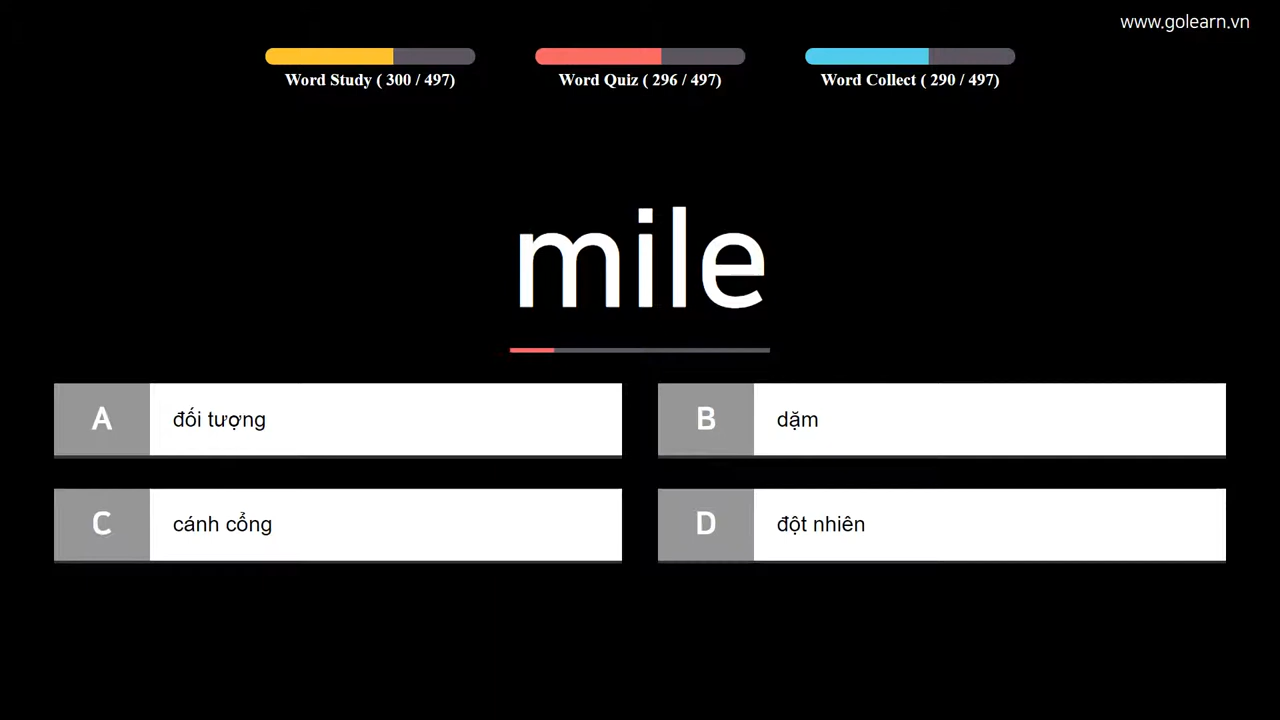 www.golearn.vn
Word Study ( 300 / 497)
Word Quiz ( 296 / 497)
Word Collect ( 290 / 497)
mile
A đối tượng
B dặm
C cánh cổng
D đột nhiên